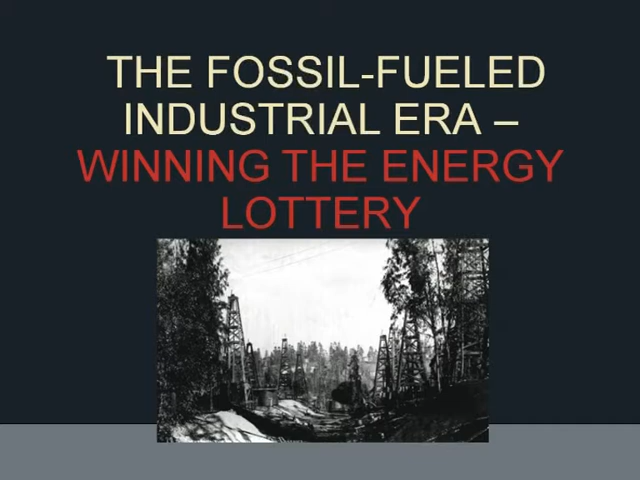 THE FOSSIL-FUELED
INDUSTRIAL ERA –
WINNING THE ENERGY
LOTTERY